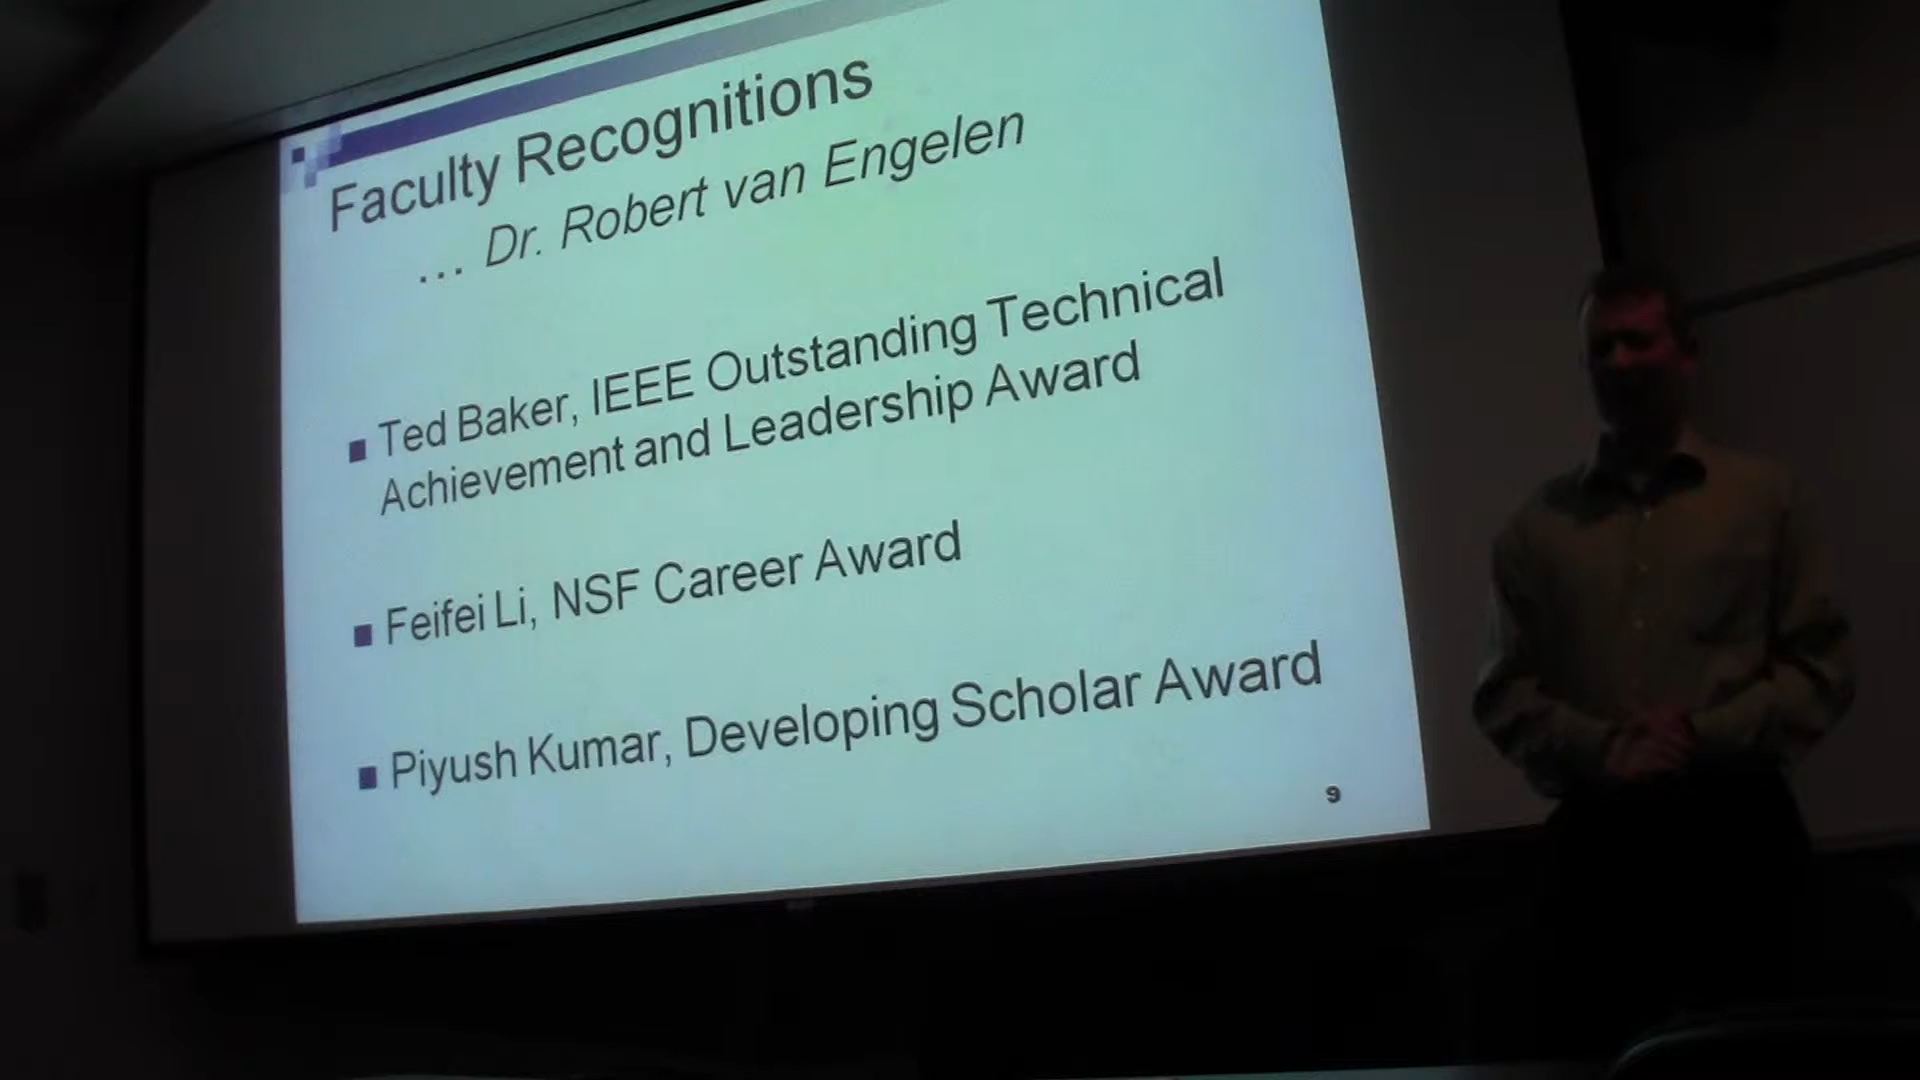 Faculty Recognitions
... Dr. Robert van Engelen
Ted Baker, IEEE Outstanding Technical
Achievement and Leadership Award
Feifei Li, NSF Career Award
Piyush Kumar, Developing Scholar Award
9